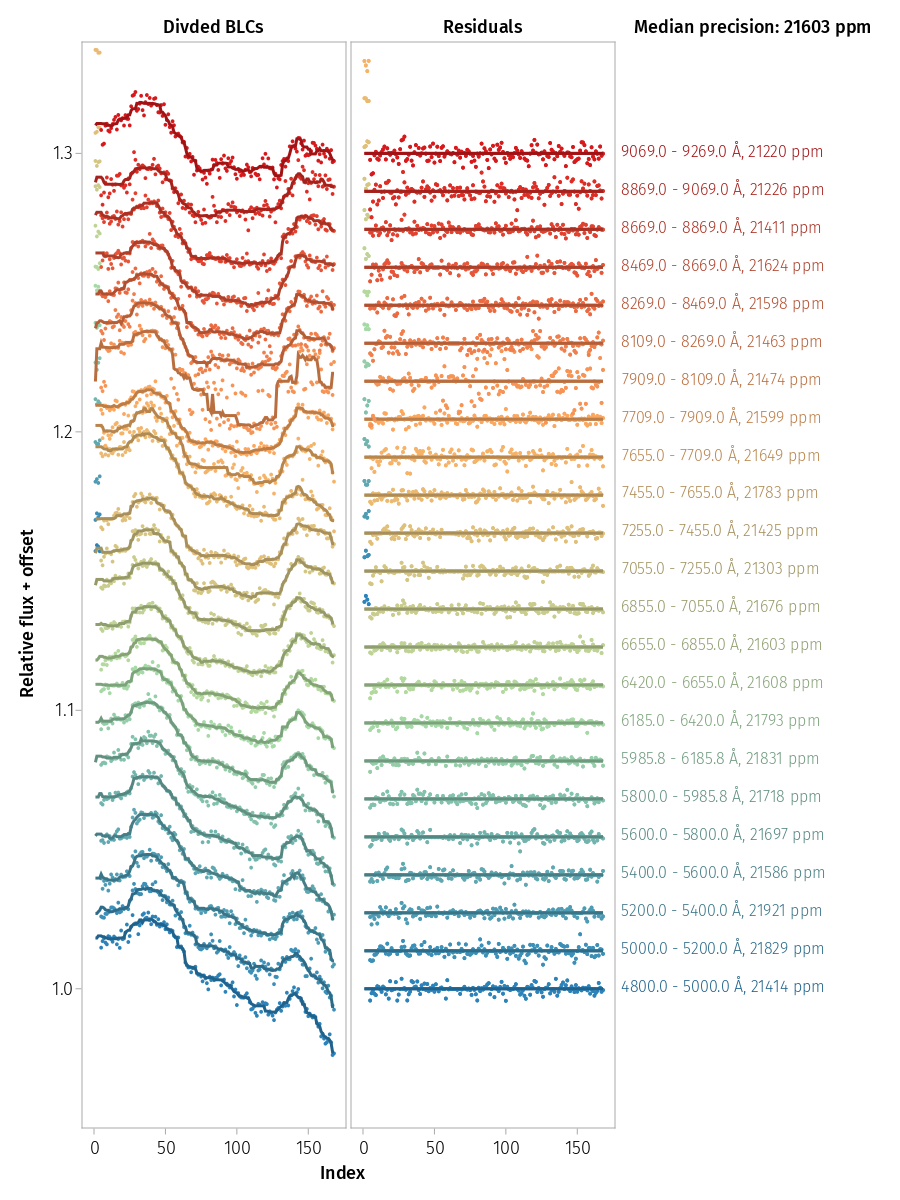 Divded BLCs
Residuals
Median precision: 21603 ppm
1.3
1.2
1.1
1.0
Relative flux + offset
9069.0 - 9269.0 Å, 21220 ppm
8869.0 - 9069.0 Å, 21226 ppm
8669.0 - 8869.0 Å, 21411 ppm
8469.0 - 8669.0 Å, 21624 ppm
8269.0 - 8469.0 Å, 21598 ppm
8109.0 - 8269.0 Å, 21463 ppm
7909.0 - 8109.0 Å, 21474 ppm
7709.0 - 7909.0 Å, 21599 ppm
7655.0 - 7709.0 Å, 21649 ppm
7455.0 - 7655.0 Å, 21783 ppm
7255.0 - 7455.0 Å, 21425 ppm
7055.0 - 7255.0 Å, 21303 ppm
6855.0 - 7055.0 Å, 21676 ppm
6655.0 - 6855.0 Å, 21603 ppm
6420.0 - 6655.0 Å, 21608 ppm
6185.0 - 6420.0 Å, 21793 ppm
5985.8 - 6185.8 Å, 21831 ppm
5800.0 - 5985.8 Å, 21718 ppm
5600.0 - 5800.0 Å, 21697 ppm
5400.0 - 5600.0 Å, 21586 ppm
5200.0 - 5400.0 Å, 21921 ppm
5000.0 - 5200.0 Å, 21829 ppm
4800.0 - 5000.0 Å, 21414 ppm
0 50 100 150
0 50 100 150
Index